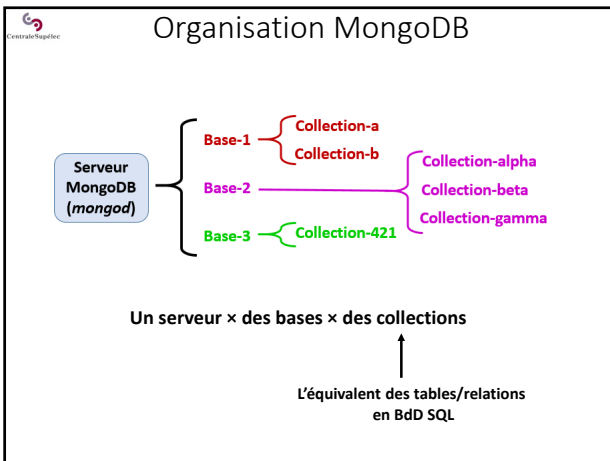 CentraleSupélec
Organisation MongoDB
Serveur
MongoDB
(mongod)
Base-1
Collection-a
Collection-b
Base-2
Collection-alpha
Collection-beta
Collection-gamma
Base-3
Collection-421
Un serveur × des bases × des collections
L'équivalent des tables/relations
en BdD SQL